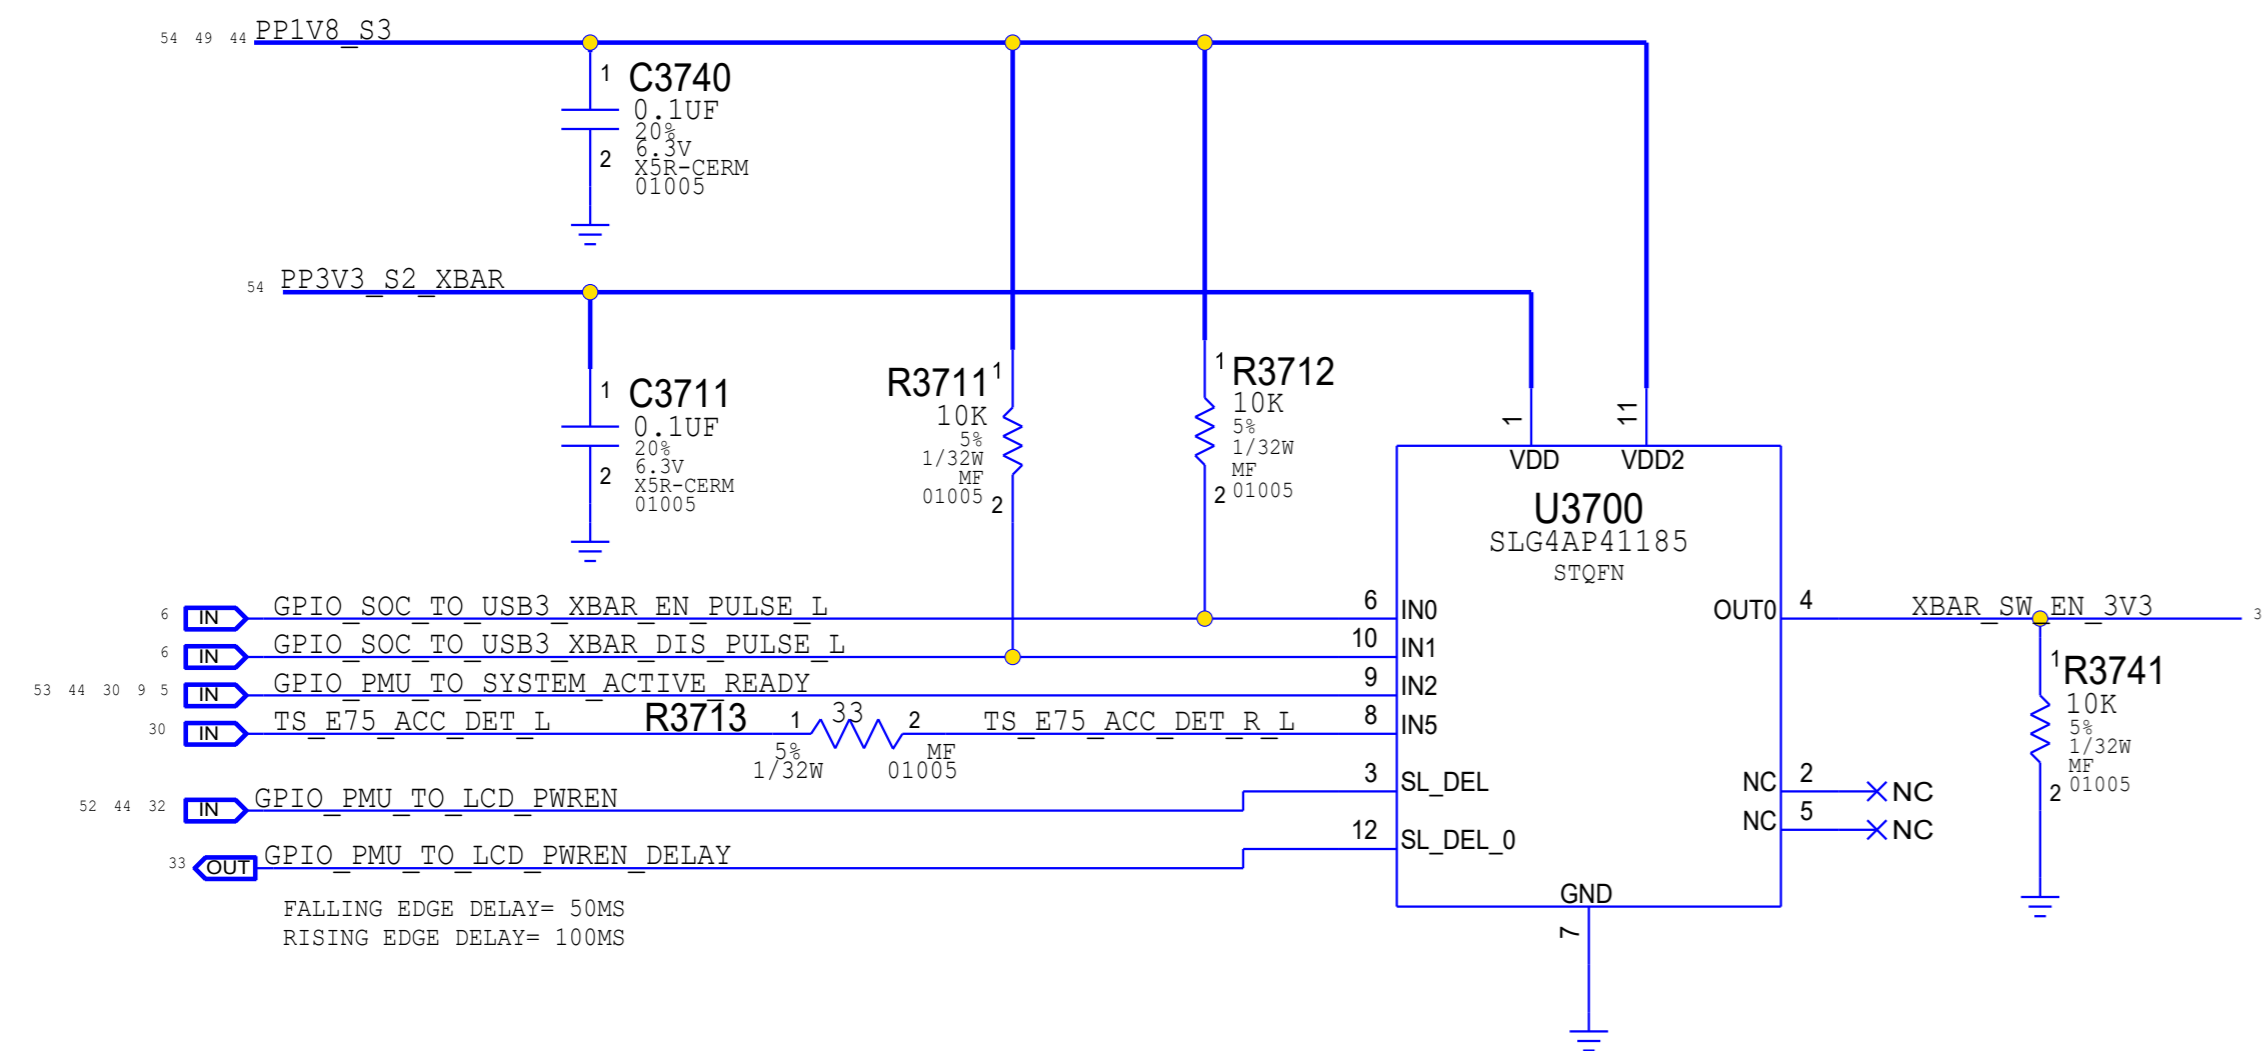 54 49 44 PP1V8_S3
1 C3740
0.1UF
20%
6.3V
2 X5R-CERM
01005
54 PP3V3_S2_XBAR
1 C3711
0.1UF
20%
6.3V
2 X5R-CERM
01005
R3711 1
10K
5%
1/32W
MF
01005 2
1 R3712
10K
5%
1/32W
MF
2 01005
1 11
VDD VDD2
U3700
SLG4AP41185
STQFN
6 IN GPIO_SOC_TO_USB3_XBAR_EN_PULSE_L 6 IN0
6 IN GPIO_SOC_TO_USB3_XBAR_DIS_PULSE_L 10 IN1
53 44 30 9 5 IN GPIO_PMU_TO_SYSTEM_ACTIVE_READY 9 IN2
30 IN TS_E75_ACC_DET_L R3713 1 33 2 TS_E75_ACC_DET_R_L 8 IN5
5% MF
1/32W 01005
52 44 32 IN GPIO_PMU_TO_LCD_PWREN 3 SL_DEL
33 OUT GPIO_PMU_TO_LCD_PWREN_DELAY 12 SL_DEL_0
FALLING EDGE DELAY= 50MS
RISING EDGE DELAY= 100MS
OUT0 4 XBAR_SW_EN_3V3 3
1 R3741
10K
5%
1/32W
MF
2 01005
NC 2 NC
NC 5 NC
GND
7